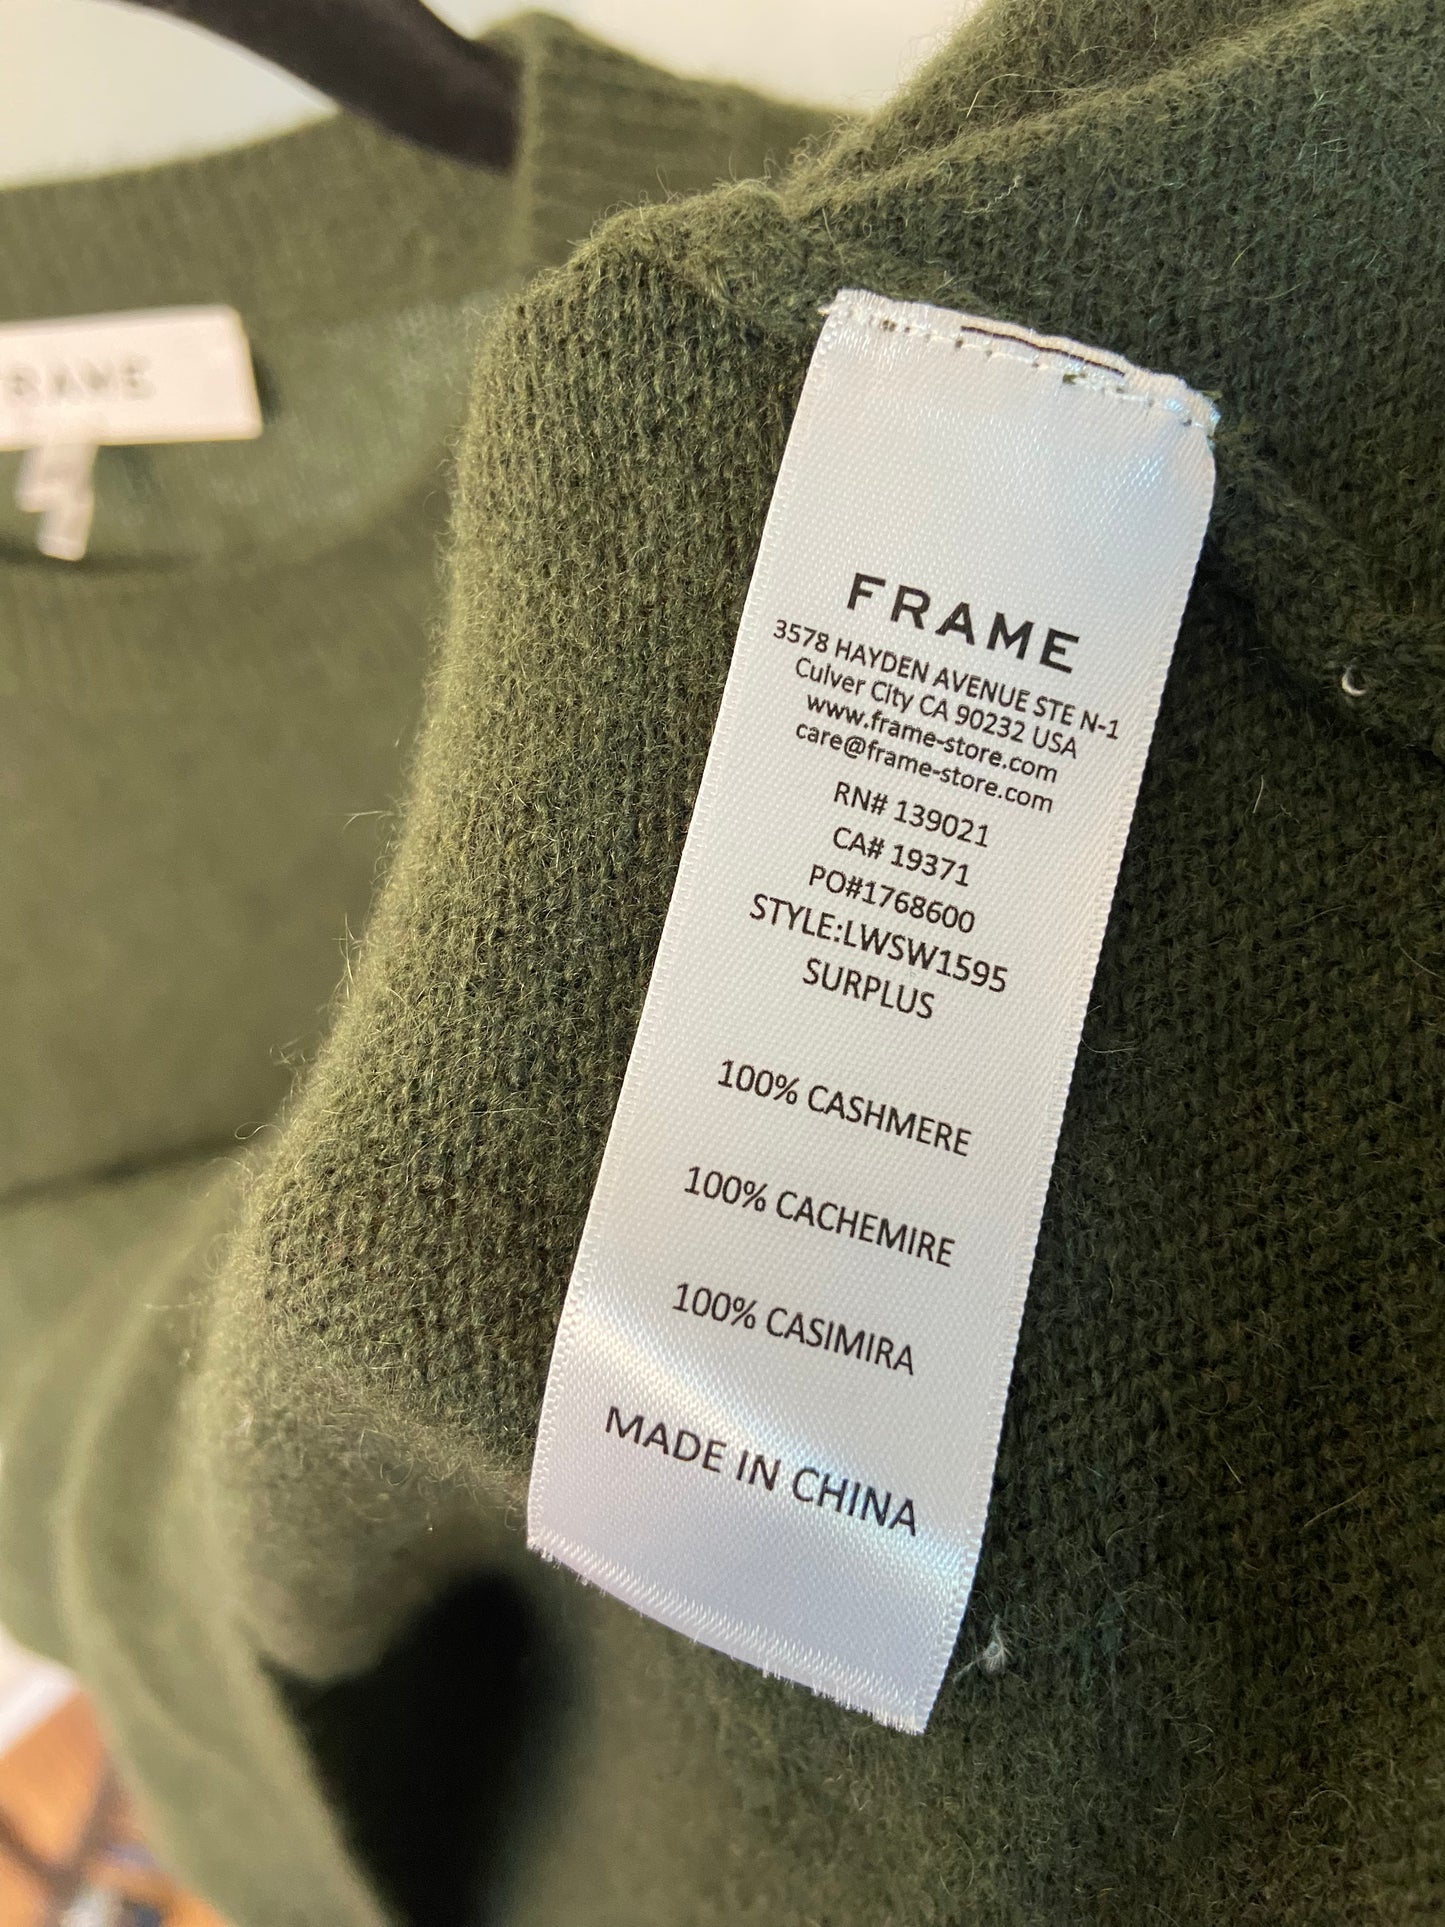 FRAME
3578 HAYDEN AVENUE STE N-1
Culver City CA 90232 USA
www.frame-store.com
care@frame-store.com
RN# 139021
CA# 19371
PO#1768600
STYLE:LWSW1595
SURPLUS
100% CASHMERE
100% CACHEMIRE
100% CASIMIRA
MADE IN CHINA
FRAME